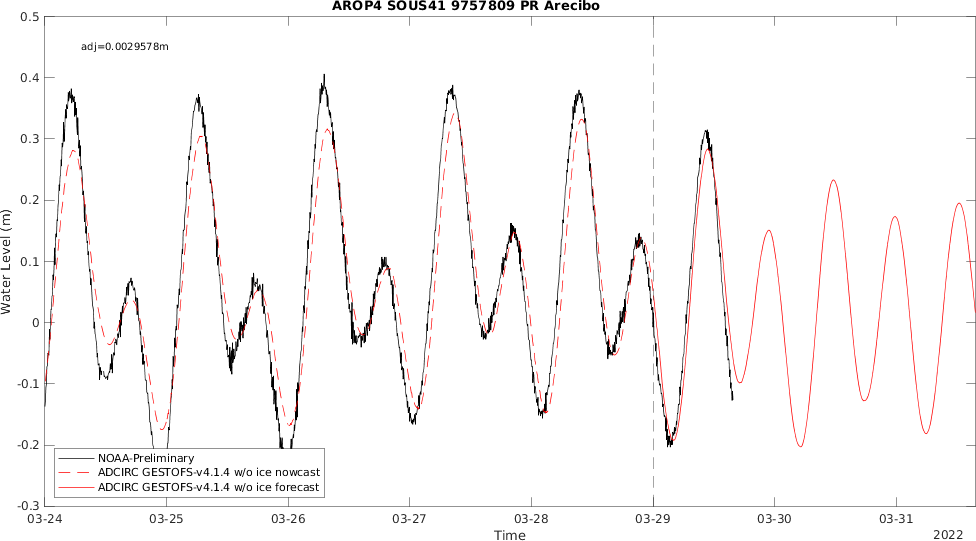 AROP4 SOUS41 9757809 PR Arecibo
adj=0.0029578m
0.5
0.4
0.3
0.2
0.1
0
-0.1
-0.2
-0.3
Water Level (m)
NOAA-Preliminary
ADCIRC GESTOFS-v4.1.4 w/o ice nowcast
ADCIRC GESTOFS-v4.1.4 w/o ice forecast
03-24 03-25 03-26 03-27 03-28 03-29 03-30 03-31
Time
2022